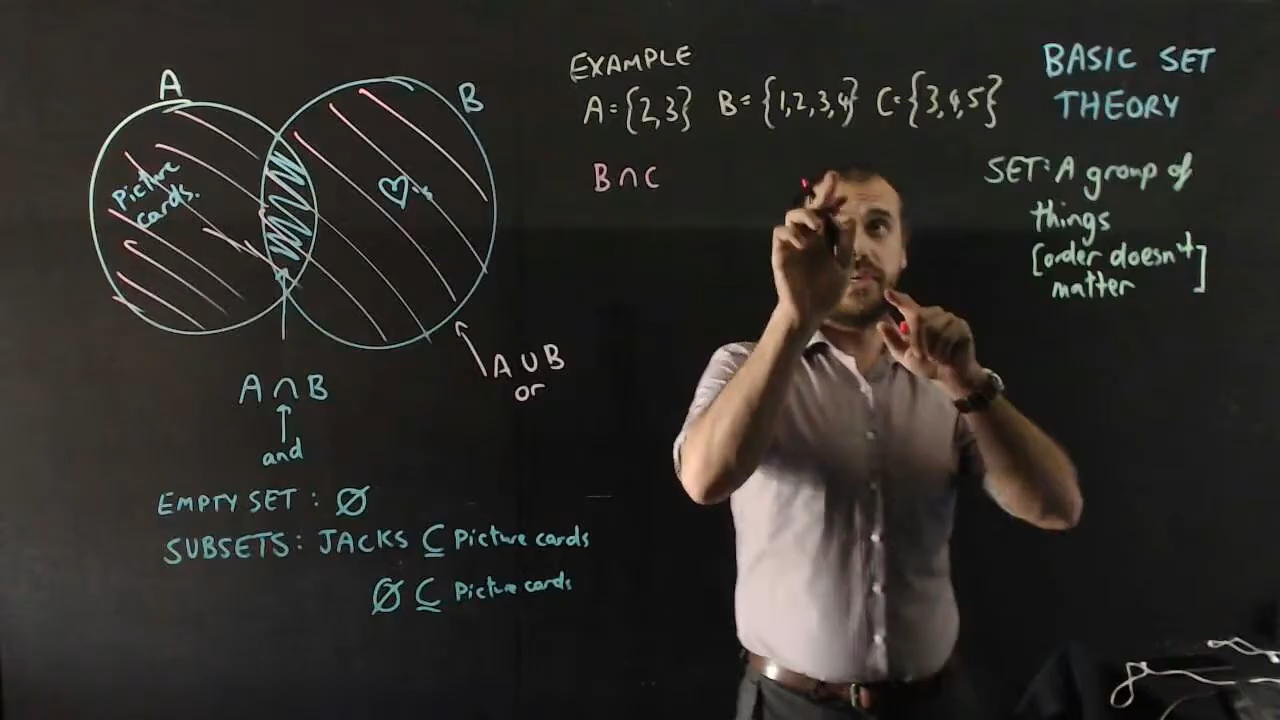 A
B
Picture
cards.
♡'s
A ∩ B
and
A ∪ B
or
EMPTY SET : ∅
SUBSETS: JACKS ⊆ Picture cards
∅ ⊆ Picture cards
EXAMPLE
A = {2,3} B = {1,2,3,4} C = {3,4,5}
B ∩ C
BASIC SET
THEORY
SET: A group of
things
[order doesn't
matter]